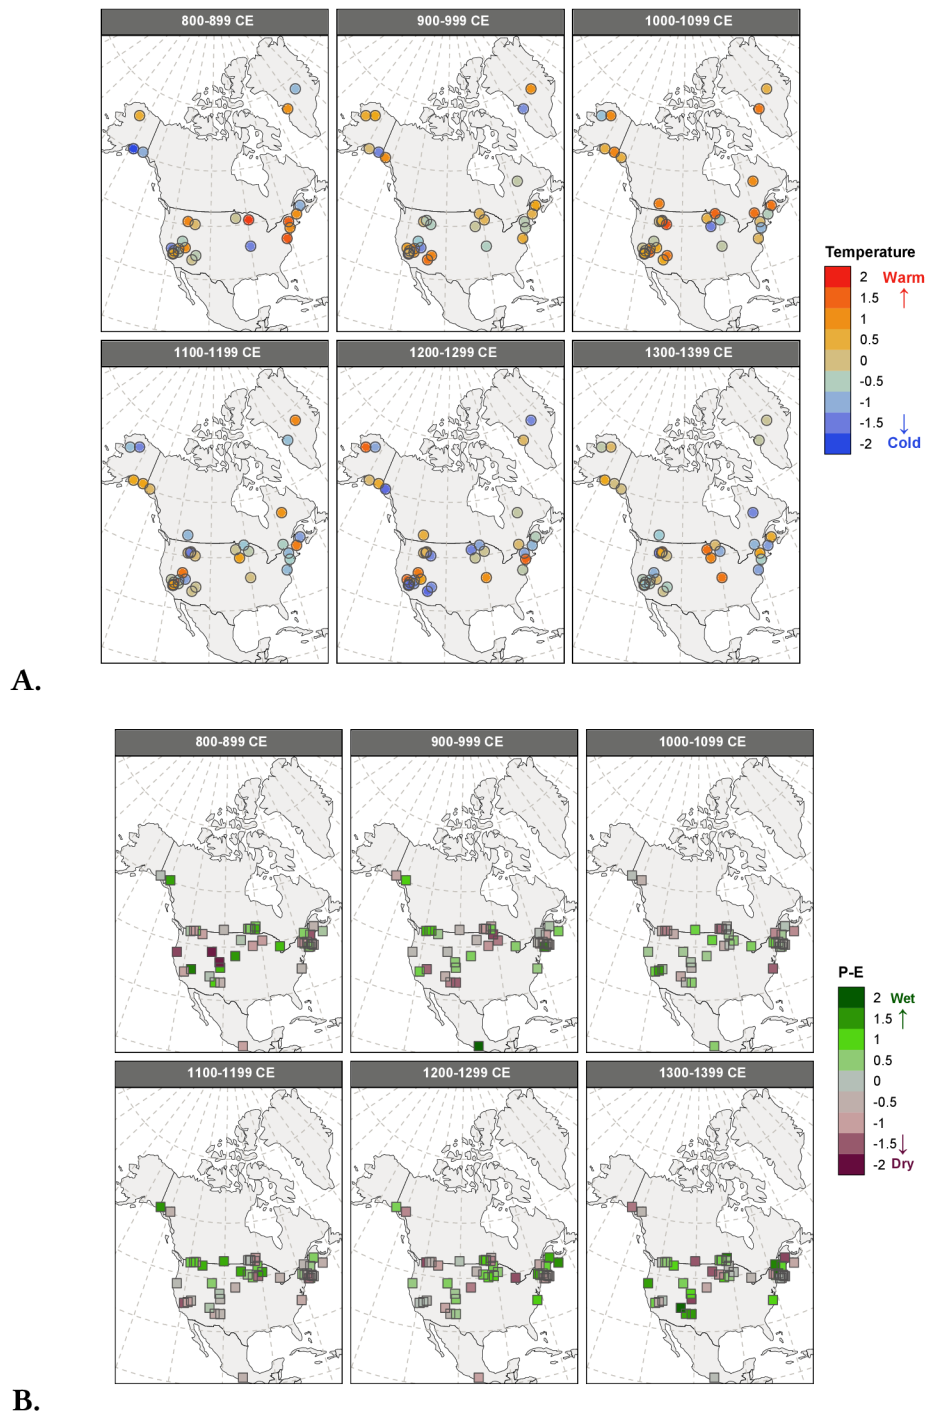 800-899 CE
900-999 CE
1000-1099 CE
Temperature
2 Warm
1.5 ↑
1
0.5
0
-0.5
-1
-1.5 ↓
-2 Cold
1100-1199 CE
1200-1299 CE
1300-1399 CE
A.
800-899 CE
900-999 CE
1000-1099 CE
P-E
2 Wet
1.5 ↑
1
0.5
0
-0.5
-1
-1.5 ↓
-2 Dry
1100-1199 CE
1200-1299 CE
1300-1399 CE
B.